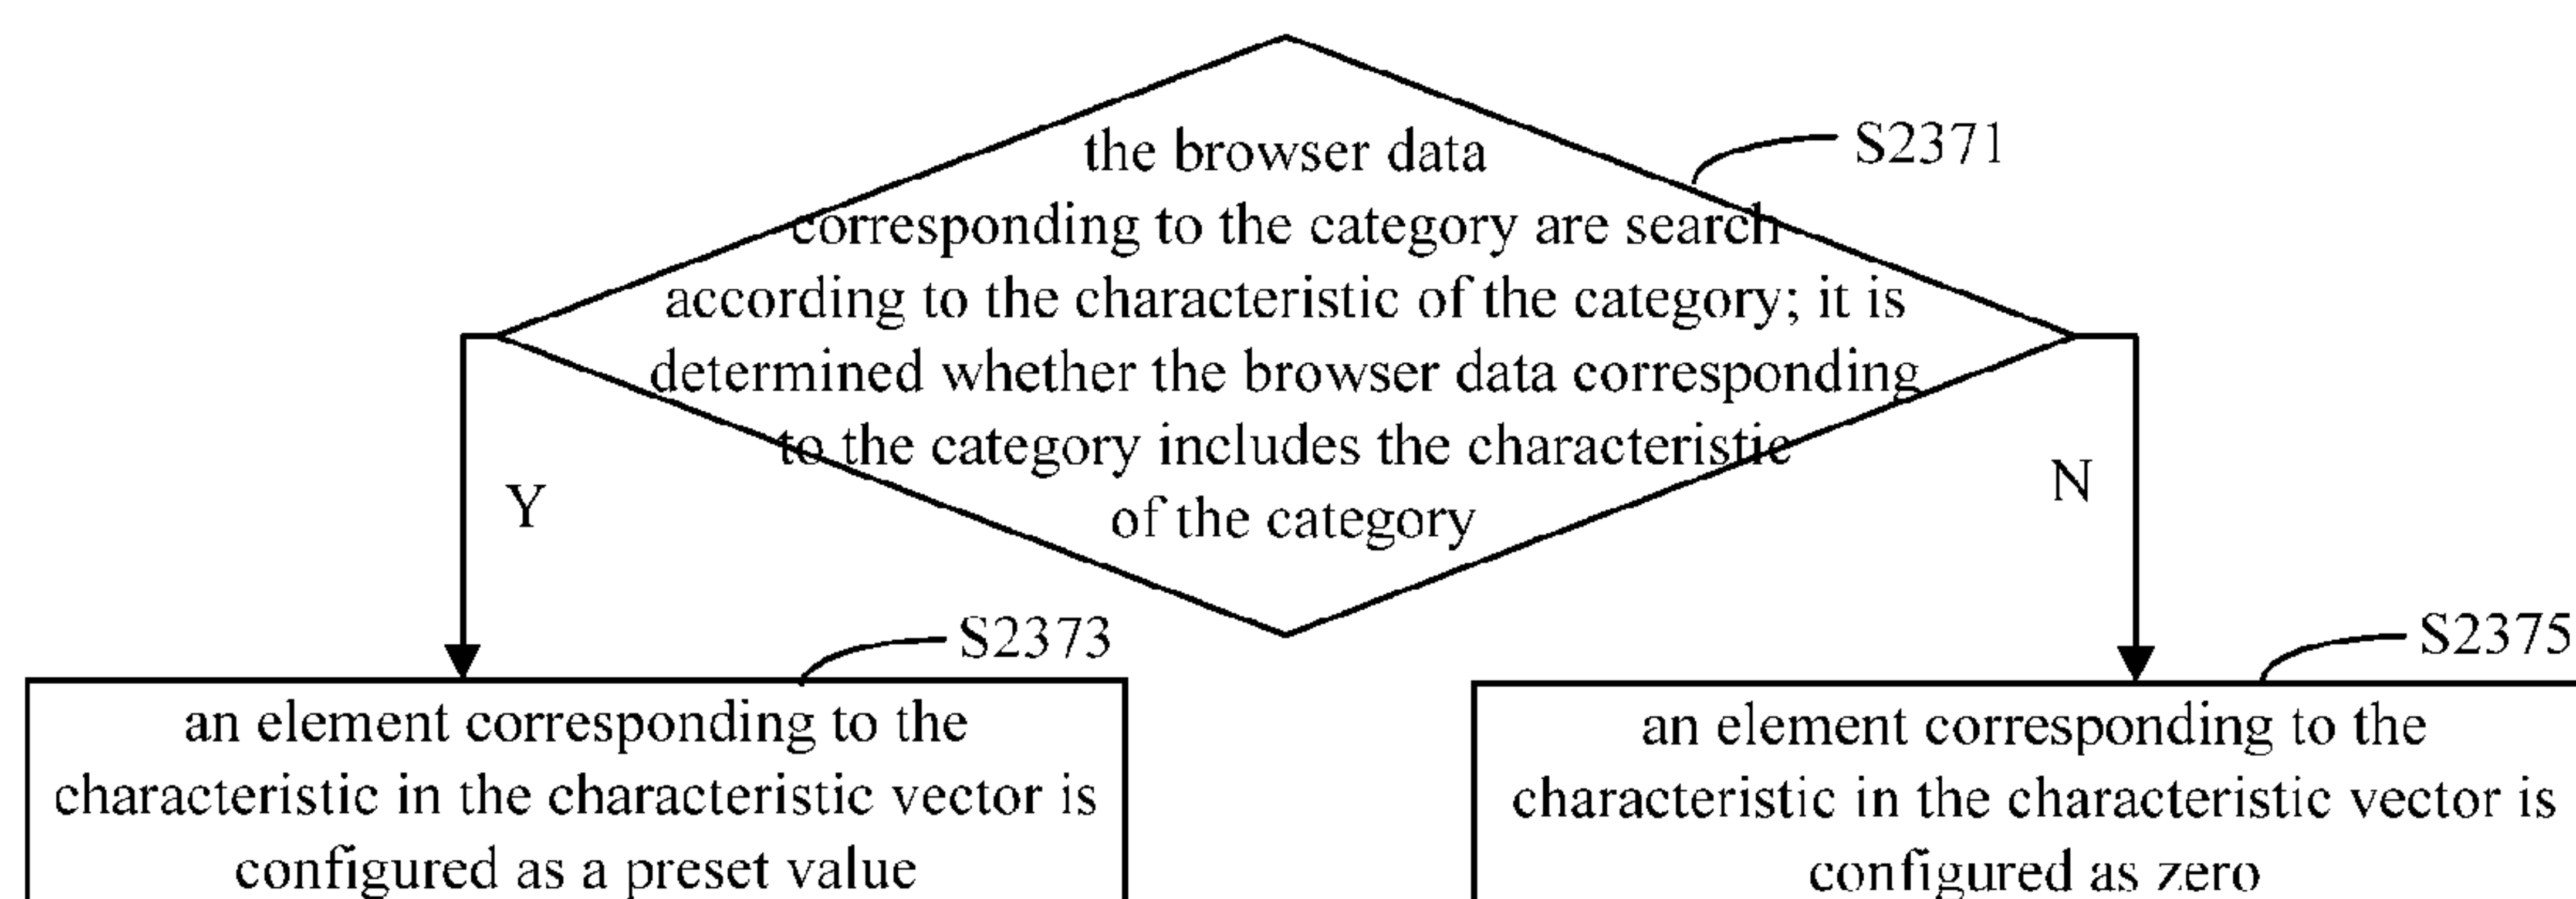 the browser data
corresponding to the category are search
according to the characteristic of the category; it is
determined whether the browser data corresponding
to the category includes the characteristic
of the category
S2371
Y
N
S2373
an element corresponding to the
characteristic in the characteristic vector is
configured as a preset value
S2375
an element corresponding to the
characteristic in the characteristic vector is
configured as zero